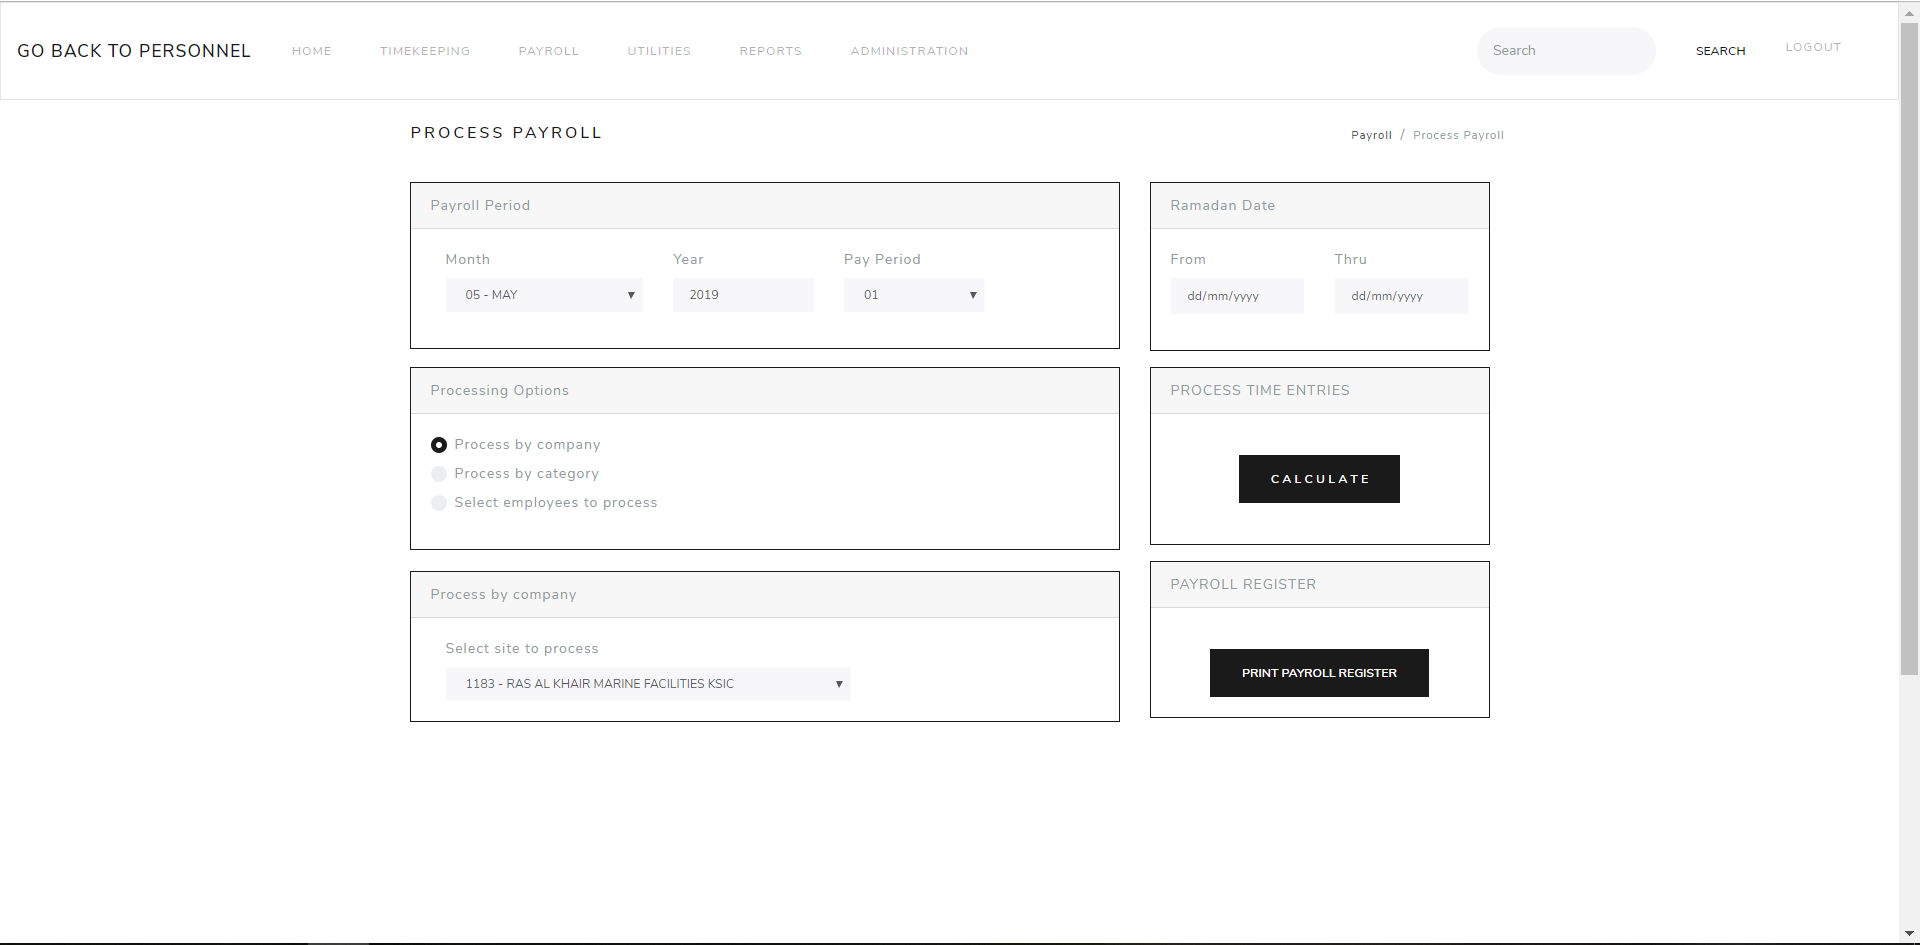 GO BACK TO PERSONNEL HOME TIMEKEEPING PAYROLL UTILITIES REPORTS ADMINISTRATION Search SEARCH LOGOUT
PROCESS PAYROLL
Payroll / Process Payroll
Payroll Period
Month Year Pay Period
05 - MAY 2019 01
Ramadan Date
From Thru
dd/mm/yyyy dd/mm/yyyy
Processing Options
Process by company
Process by category
Select employees to process
PROCESS TIME ENTRIES
CALCULATE
Process by company
Select site to process
1183 - RAS AL KHAIR MARINE FACILITIES KSIC
PAYROLL REGISTER
PRINT PAYROLL REGISTER